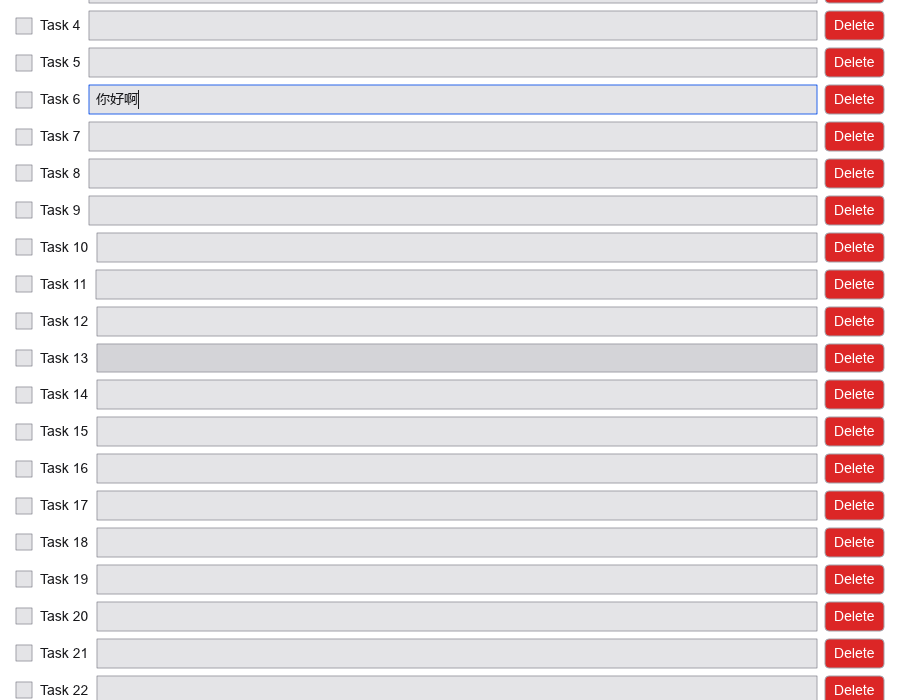 Task 4 Delete
Task 5 Delete
Task 6 你好啊 Delete
Task 7 Delete
Task 8 Delete
Task 9 Delete
Task 10 Delete
Task 11 Delete
Task 12 Delete
Task 13 Delete
Task 14 Delete
Task 15 Delete
Task 16 Delete
Task 17 Delete
Task 18 Delete
Task 19 Delete
Task 20 Delete
Task 21 Delete
Task 22 Delete